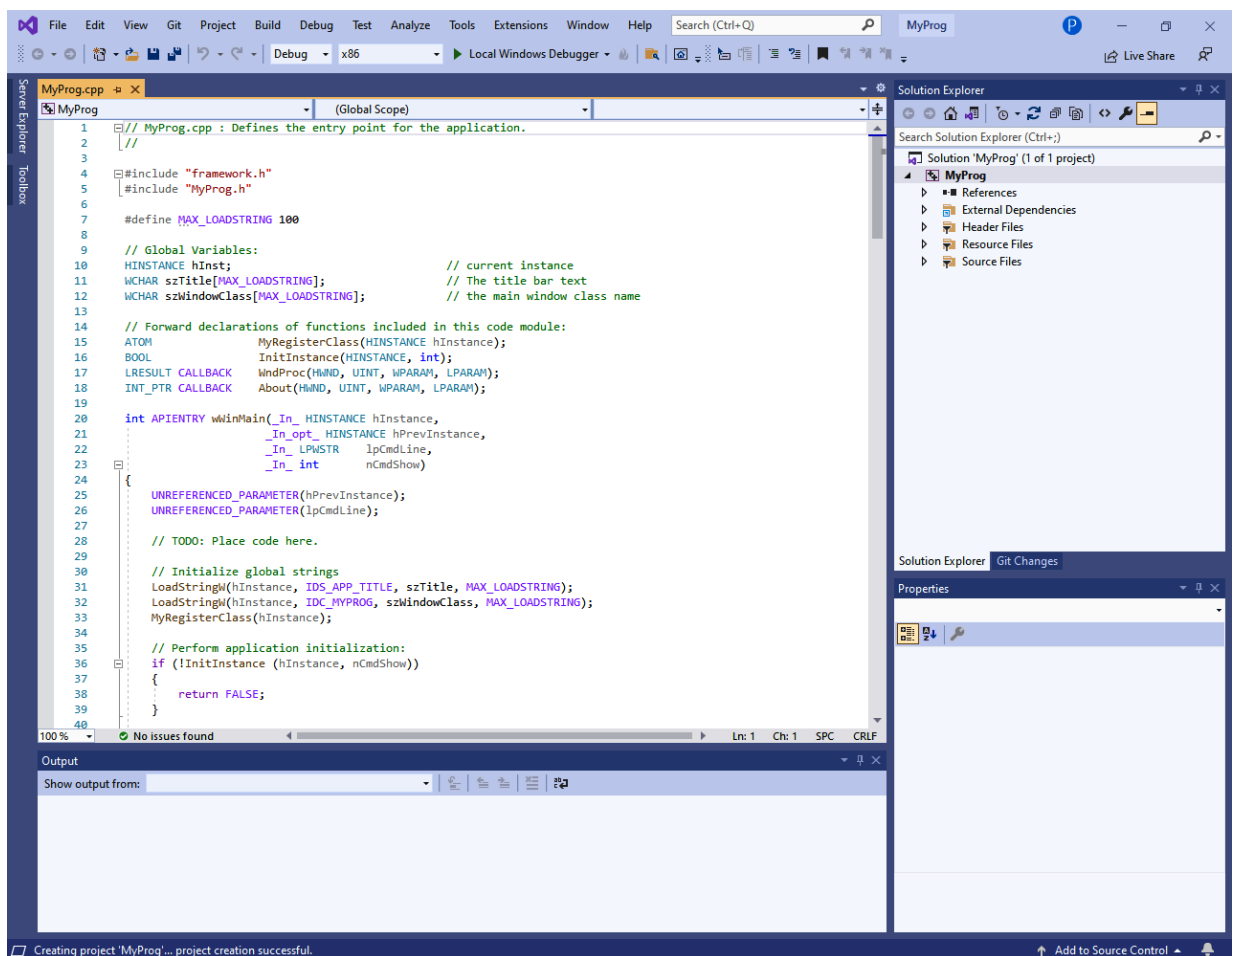 File Edit View Git Project Build Debug Test Analyze Tools Extensions Window Help Search (Ctrl+Q) MyProg P
Debug x86 Local Windows Debugger Live Share
Server Explorer
Toolbox
MyProg.cpp
MyProg (Global Scope)
1 // MyProg.cpp : Defines the entry point for the application.
2 //
3
4 #include "framework.h"
5 #include "MyProg.h"
6
7 #define MAX_LOADSTRING 100
8
9 // Global Variables:
10 HINSTANCE hInst; // current instance
11 WCHAR szTitle[MAX_LOADSTRING]; // The title bar text
12 WCHAR szWindowClass[MAX_LOADSTRING]; // the main window class name
13
14 // Forward declarations of functions included in this code module:
15 ATOM MyRegisterClass(HINSTANCE hInstance);
16 BOOL InitInstance(HINSTANCE, int);
17 LRESULT CALLBACK WndProc(HWND, UINT, WPARAM, LPARAM);
18 INT_PTR CALLBACK About(HWND, UINT, WPARAM, LPARAM);
19
20 int APIENTRY wWinMain(_In_ HINSTANCE hInstance,
21 _In_opt_ HINSTANCE hPrevInstance,
22 _In_ LPWSTR lpCmdLine,
23 _In_ int nCmdShow)
24 {
25 UNREFERENCED_PARAMETER(hPrevInstance);
26 UNREFERENCED_PARAMETER(lpCmdLine);
27
28 // TODO: Place code here.
29
30 // Initialize global strings
31 LoadStringW(hInstance, IDS_APP_TITLE, szTitle, MAX_LOADSTRING);
32 LoadStringW(hInstance, IDC_MYPROG, szWindowClass, MAX_LOADSTRING);
33 MyRegisterClass(hInstance);
34
35 // Perform application initialization:
36 if (!InitInstance (hInstance, nCmdShow))
37 {
38 return FALSE;
39 }
40
100 % No issues found Ln: 1 Ch: 1 SPC CRLF
Output
Show output from:
Solution Explorer
Search Solution Explorer (Ctrl+;)
Solution 'MyProg' (1 of 1 project)
MyProg
References
External Dependencies
Header Files
Resource Files
Source Files
Solution Explorer Git Changes
Properties
Creating project 'MyProg'... project creation successful. Add to Source Control